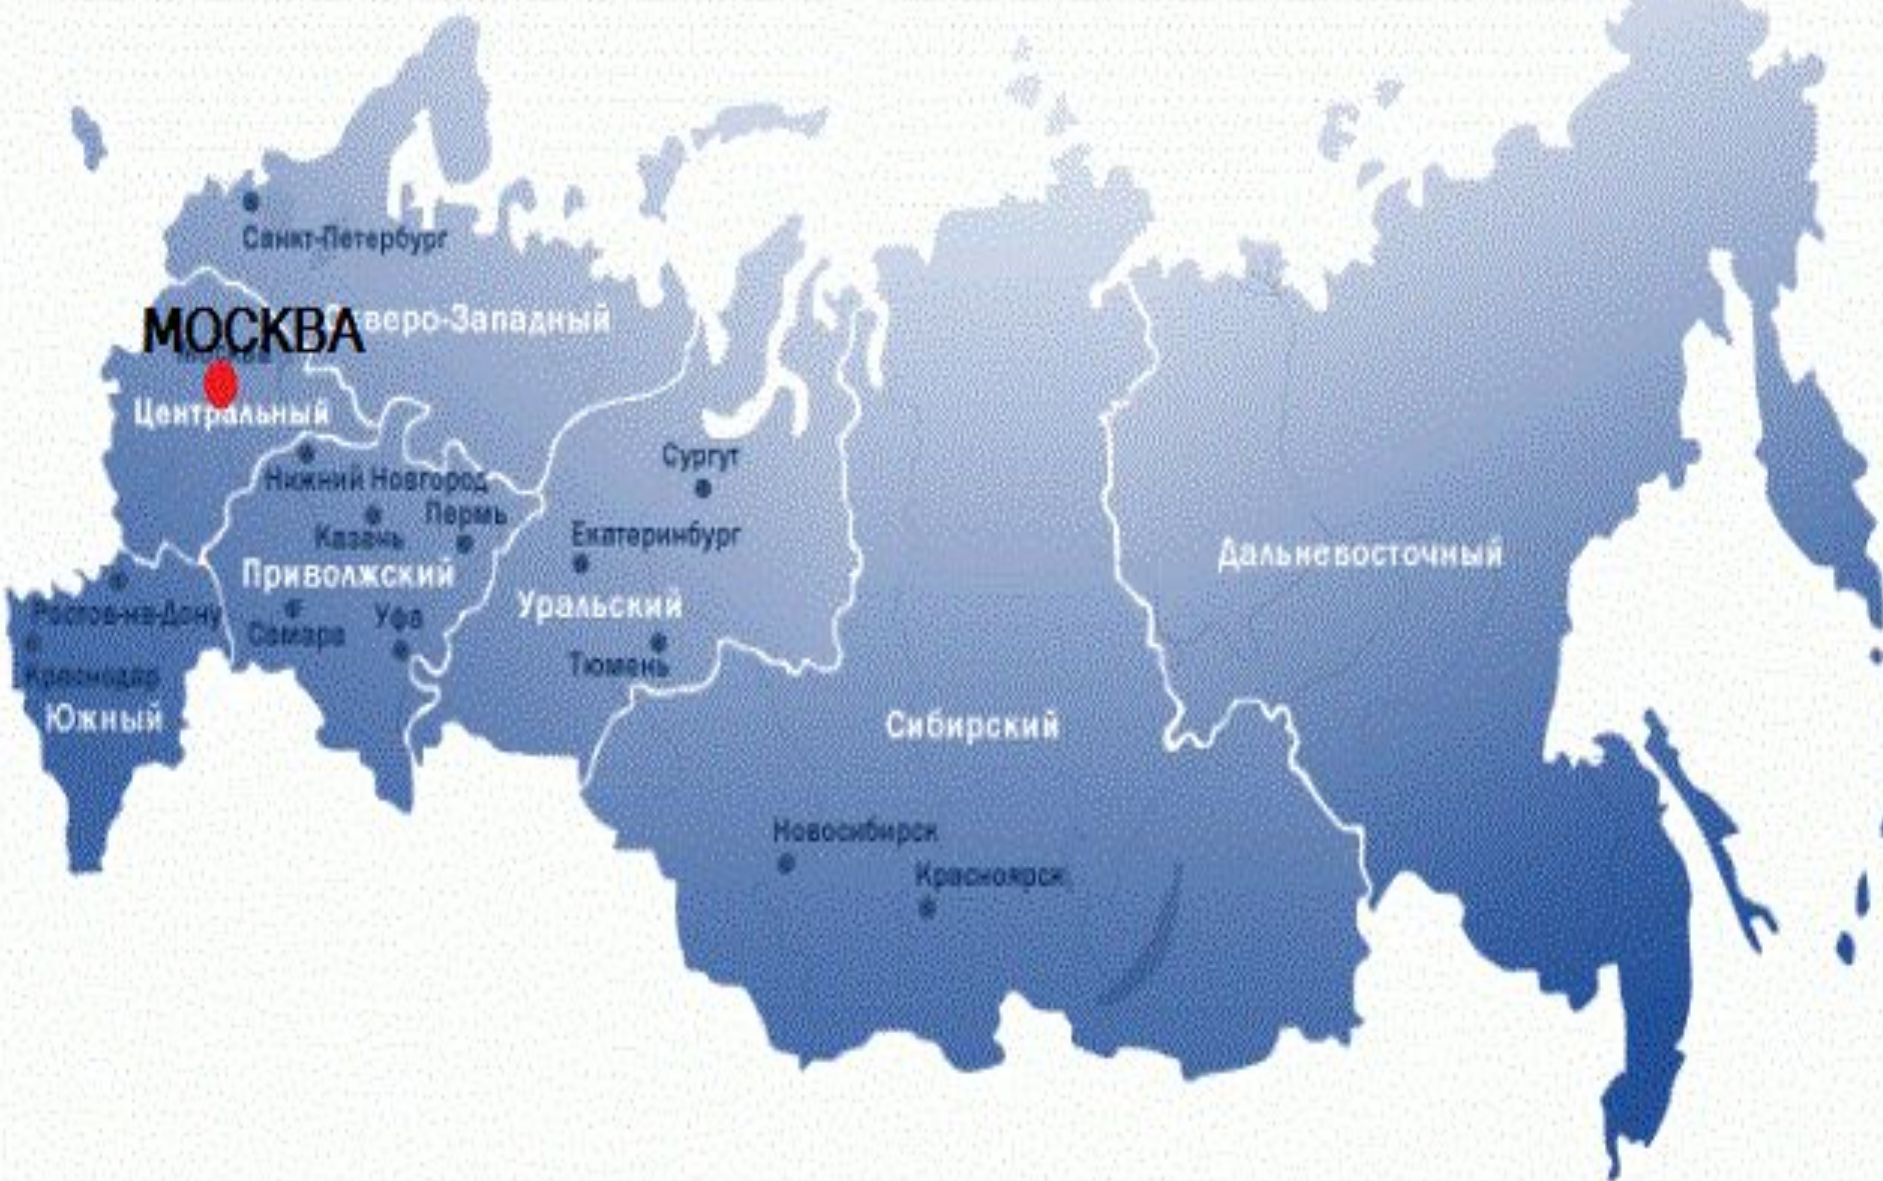 Санкт-Петербург
Северо-Западный
МОСКВА
Центральный
Сургут
Нижний Новгород
Пермь
Казань
Екатеринбург
Приволжский
Уральский
Дальневосточный
Ростов-на-Дону
Самара
Уфа
Тюмень
Краснодар
Южный
Сибирский
Новосибирск
Красноярск